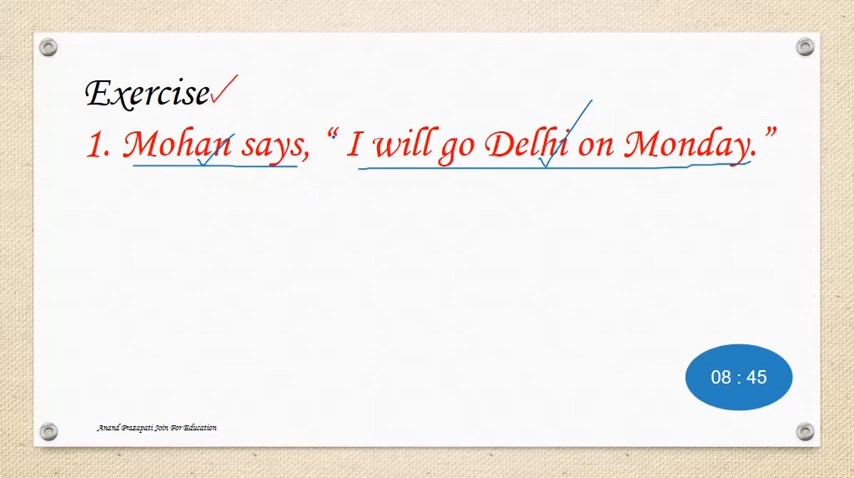 Exercise
1. Mohan says, “ I will go Delhi on Monday.”
08 : 45
Anand Prazapati Join For Education